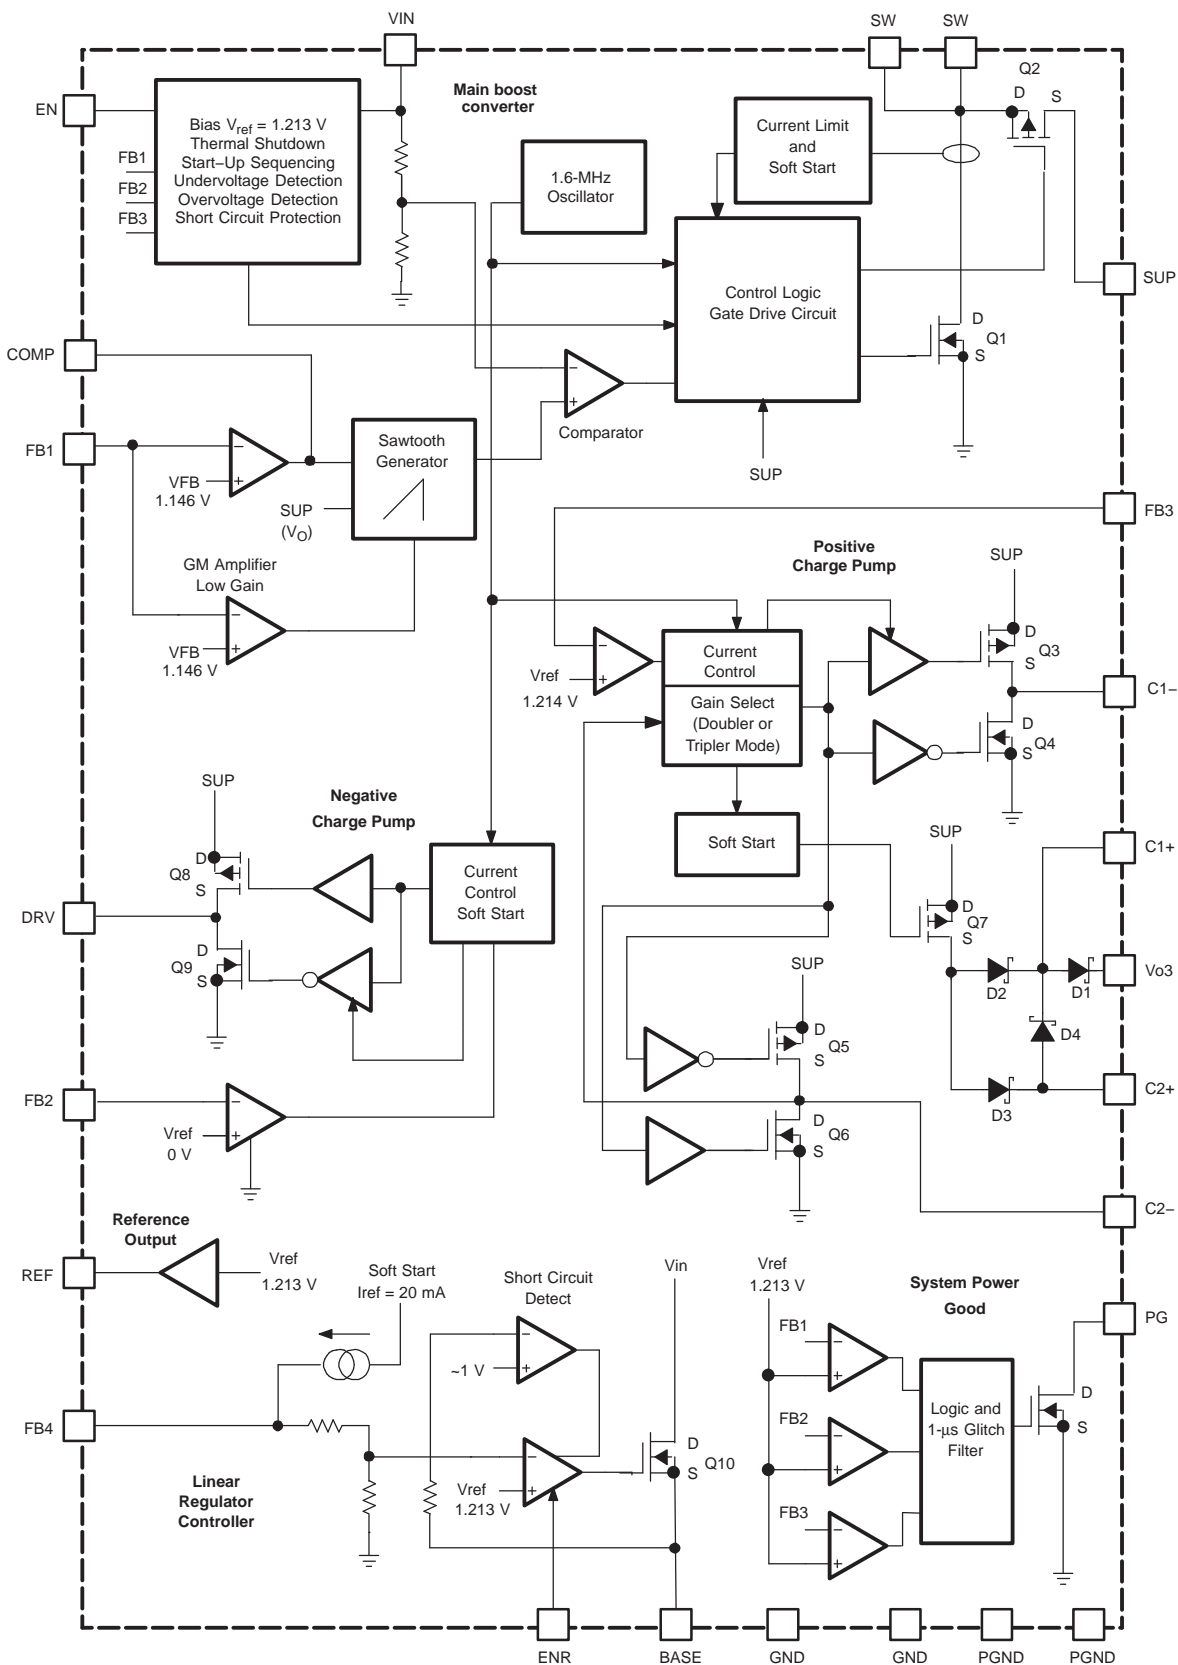 VIN
SW
SW
Q2
D
S
EN
Main boost
converter
Bias Vref = 1.213 V
Thermal Shutdown
Start–Up Sequencing
Undervoltage Detection
Overvoltage Detection
Short Circuit Protection
FB1
FB2
FB3
Current Limit
and
Soft Start
1.6-MHz
Oscillator
SUP
Control Logic
Gate Drive Circuit
D
Q1
S
COMP
–
+
Comparator
SUP
FB1
–
+
VFB
1.146 V
Sawtooth
Generator
SUP
(VO)
FB3
GM Amplifier
Low Gain
–
+
VFB
1.146 V
Positive
Charge Pump
SUP
–
+
Vref
1.214 V
Current
Control
Gain Select
(Doubler or
Tripler Mode)
D
Q3
S
C1–
D
Q4
S
SUP
Negative
Charge Pump
Soft Start
SUP
C1+
D
Q8
S
Current
Control
Soft Start
D
Q7
S
DRV
D
Q9
S
SUP
D2
D1
Vo3
D
Q5
S
D4
FB2
–
+
Vref
0 V
D3
C2+
D
Q6
S
C2–
Reference
Output
REF
Vref
1.213 V
Soft Start
Iref = 20 mA
Short Circuit
Detect
–
+
~1 V
Vin
Vref
1.213 V
System Power
Good
PG
FB1
–
+
FB4
FB2
–
+
Logic and
1-μs Glitch
Filter
D
S
–
+
Vref
1.213 V
D
Q10
S
Linear
Regulator
Controller
FB3
–
+
ENR
BASE
GND
GND
PGND
PGND